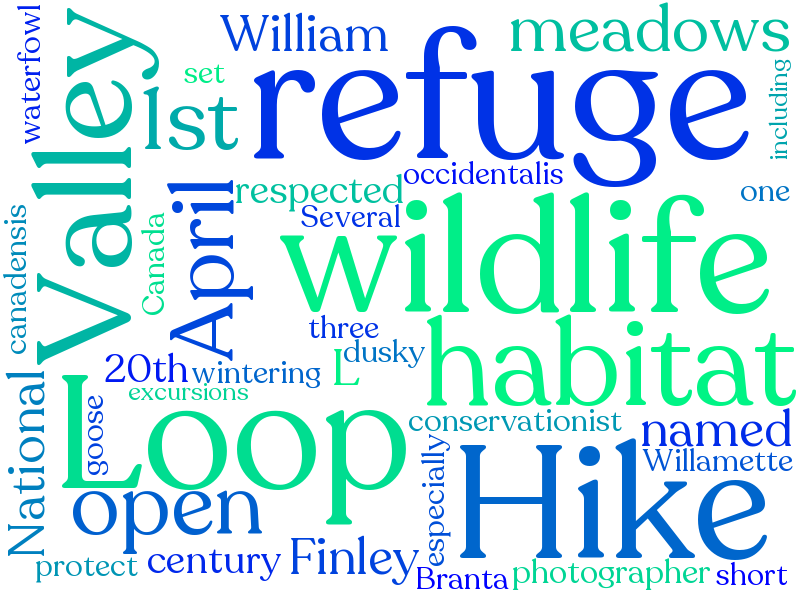 waterfowl
William
meadows
set
Valley
1st
refuge
including
respected
occidentalis
one
Several
canadensis
Canada
April
wildlife
three
dusky
L
20th
wintering
habitat
excursions
National
Loop
goose
conservationist
named
Willamette
especially
Hike
open
protect
century
Finley
Branta
photographer
short